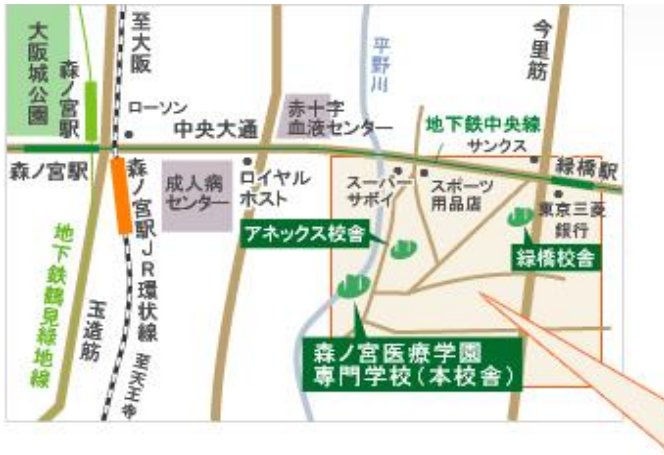 大阪城公園
森ノ宮駅
至大阪
ローソン
中央大通
赤十字
血液センター
平野川
今里筋
地下鉄中央線
サンクス
緑橋駅
森ノ宮駅
森ノ宮駅
JR環状線
至天王寺
成人病
センター
ロイヤル
ホスト
スーパー
サボイ
スポーツ
用品店
東京三菱
銀行
アネックス校舎
緑橋校舎
地下鉄鶴見緑地線
玉造筋
森ノ宮医療学園
専門学校(本校舎)